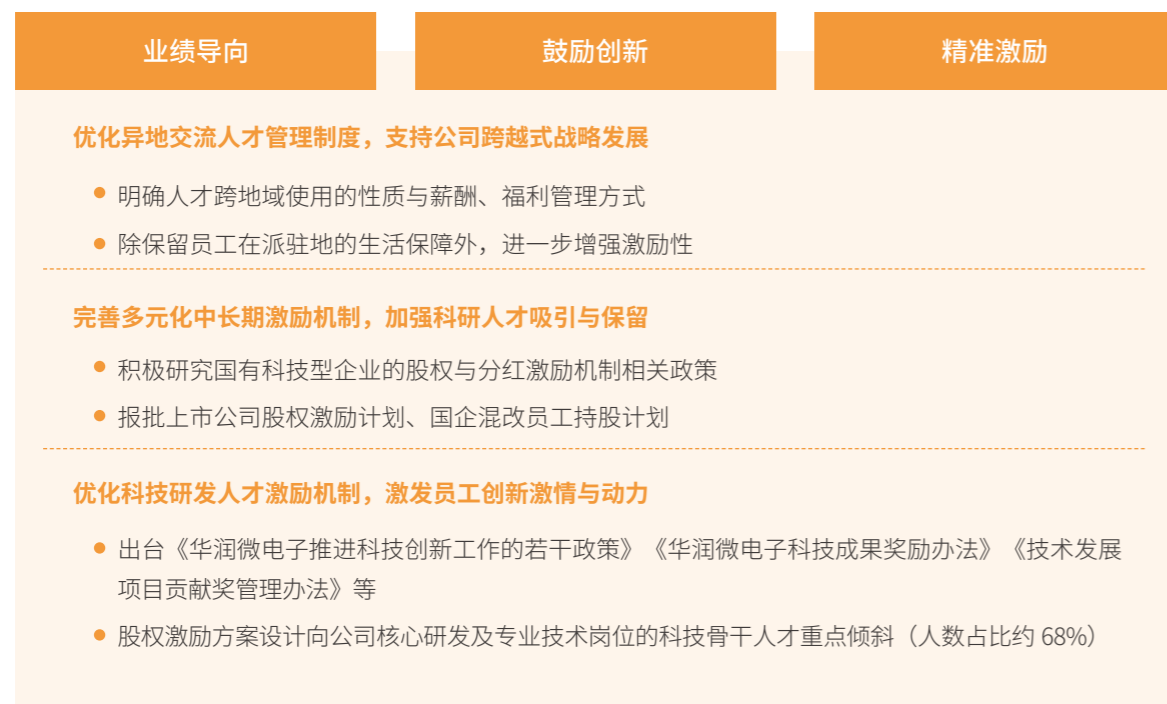 业绩导向
鼓励创新
精准激励
优化异地交流人才管理制度，支持公司跨越式战略发展
明确人才跨地域使用的性质与薪酬、福利管理方式
除保留员工在派驻地的生活保障外，进一步增强激励性
完善多元化中长期激励机制，加强科研人才吸引与保留
积极研究国有科技型企业的股权与分红激励机制相关政策
报批上市公司股权激励计划、国企混改员工持股计划
优化科技研发人才激励机制，激发员工创新激情与动力
出台《华润微电子推进科技创新工作的若干政策》《华润微电子科技成果奖励办法》《技术发展
项目贡献奖管理办法》等
股权激励方案设计向公司核心研发及专业技术岗位的科技骨干人才重点倾斜（人数占比约 68%）